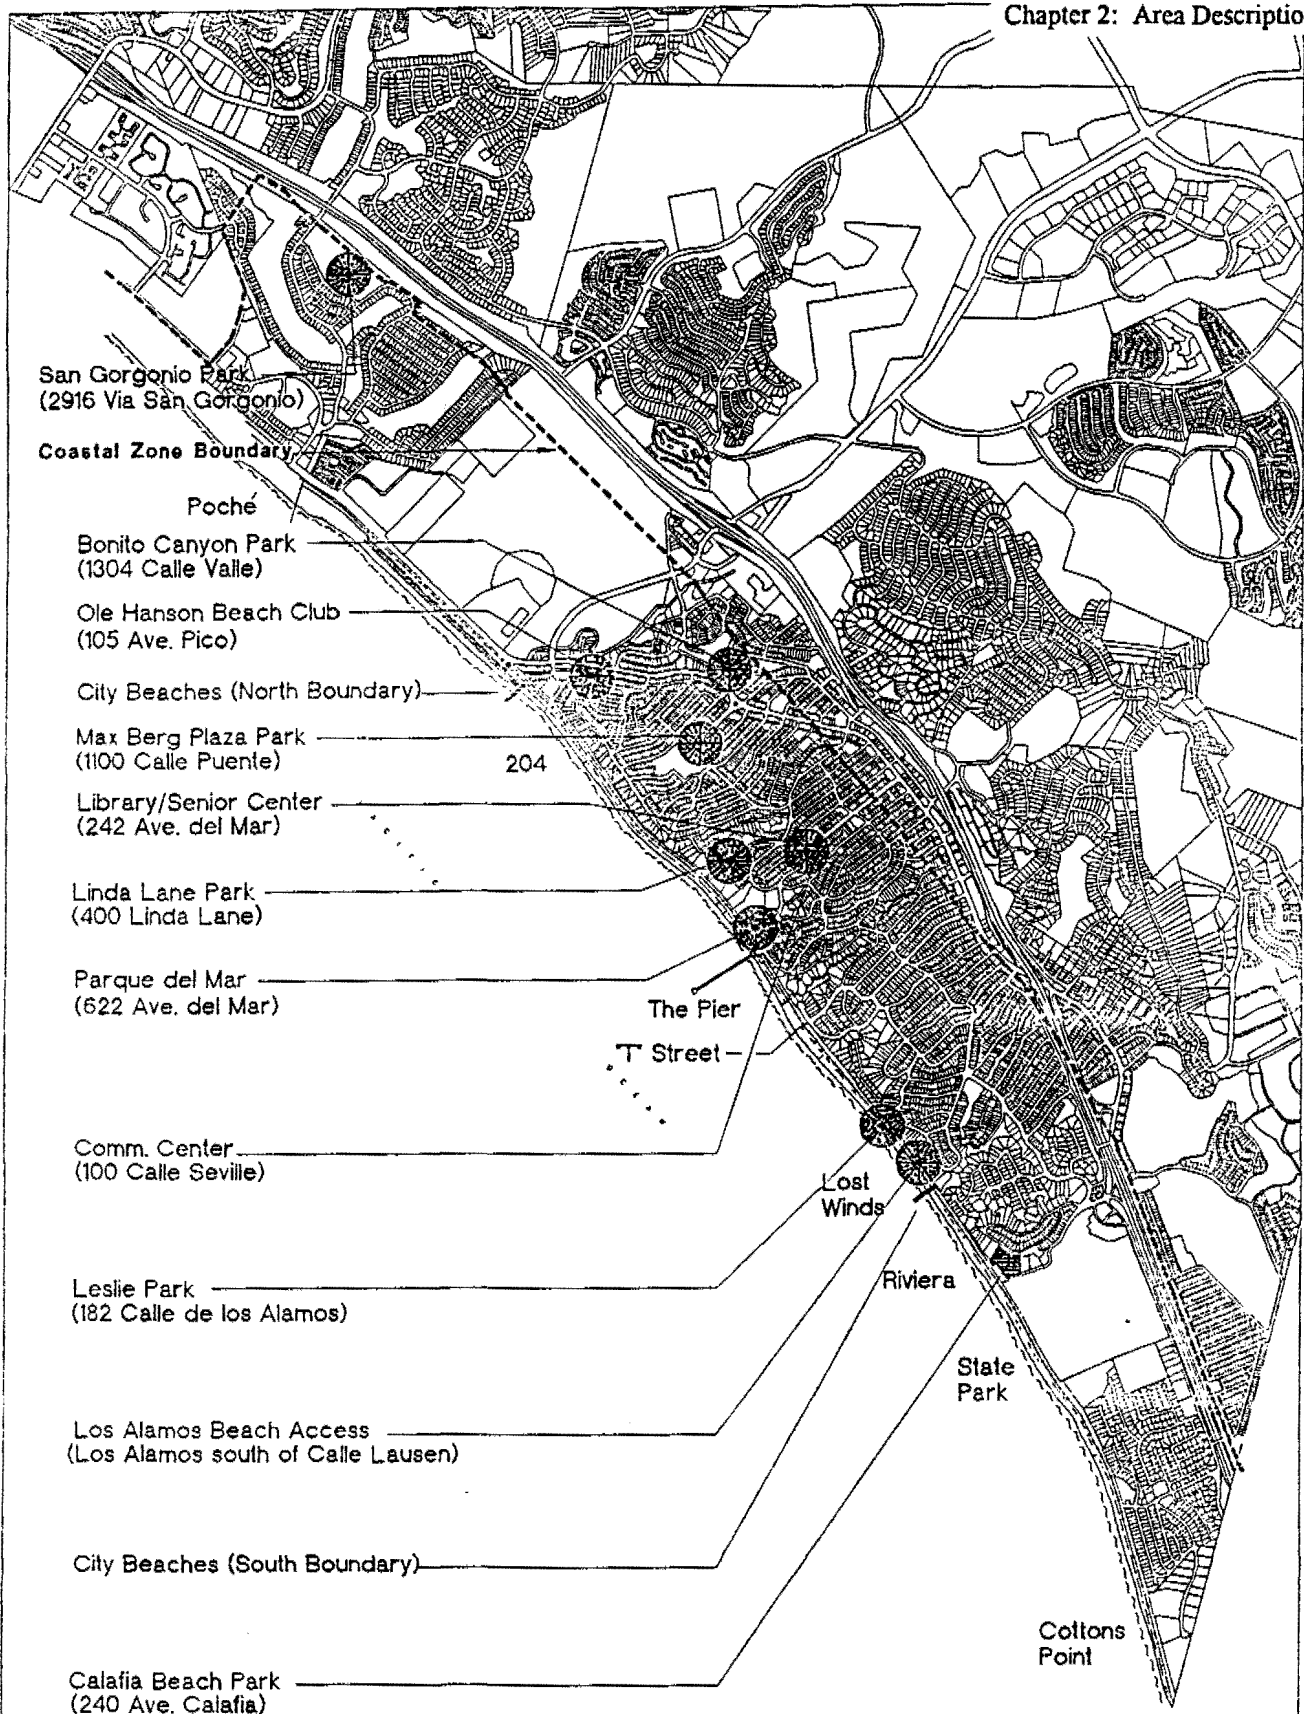 Chapter 2: Area Descriptio
San Gorgonio Park
(2916 Via San Gorgonio)
Coastal Zone Boundary
Poché
Bonito Canyon Park
(1304 Calle Valle)
Ole Hanson Beach Club
(105 Ave. Pico)
City Beaches (North Boundary)
Max Berg Plaza Park
(1100 Calle Puente)
204
Library/Senior Center
(242 Ave. del Mar)
Linda Lane Park
(400 Linda Lane)
Parque del Mar
(622 Ave. del Mar)
The Pier
"T" Street
Comm. Center
(100 Calle Seville)
Lost
Winds
Leslie Park
(182 Calle de los Alamos)
Riviera
State
Park
Los Alamos Beach Access
(Los Alamos south of Calle Lausen)
City Beaches (South Boundary)
Cottons
Point
Calafia Beach Park
(240 Ave. Calafia)